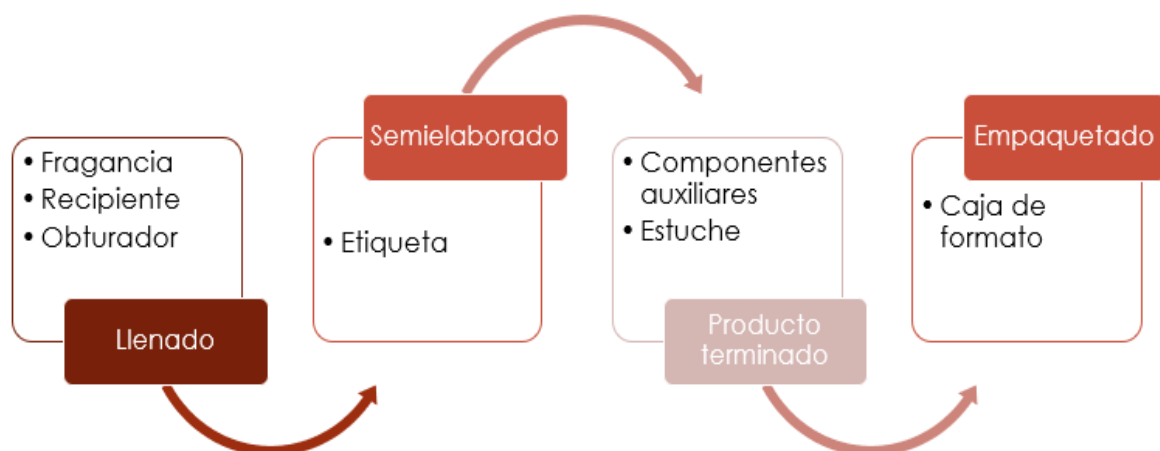 • Fragancia
• Recipiente
• Obturador
Llenado
Semielaborado
• Etiqueta
• Componentes
auxiliares
• Estuche
Producto
terminado
Empaquetado
• Caja de
formato